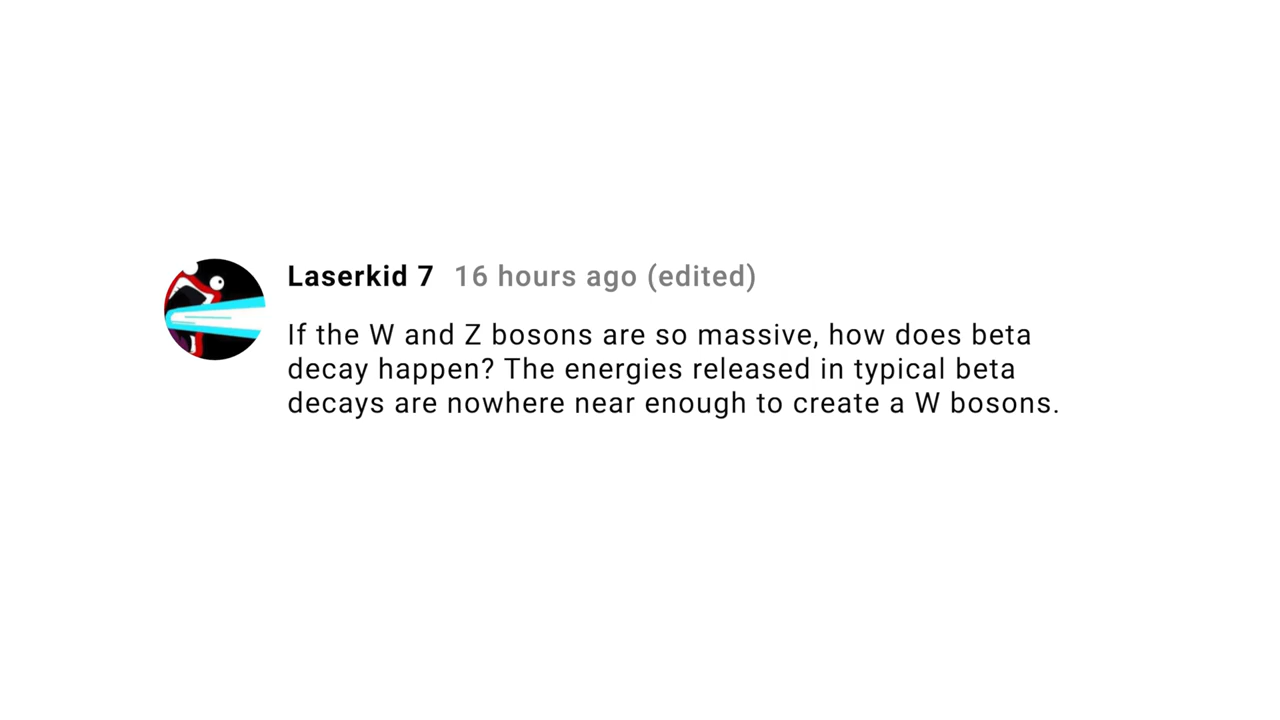 Laserkid 7 16 hours ago (edited)
If the W and Z bosons are so massive, how does beta
decay happen? The energies released in typical beta
decays are nowhere near enough to create a W bosons.